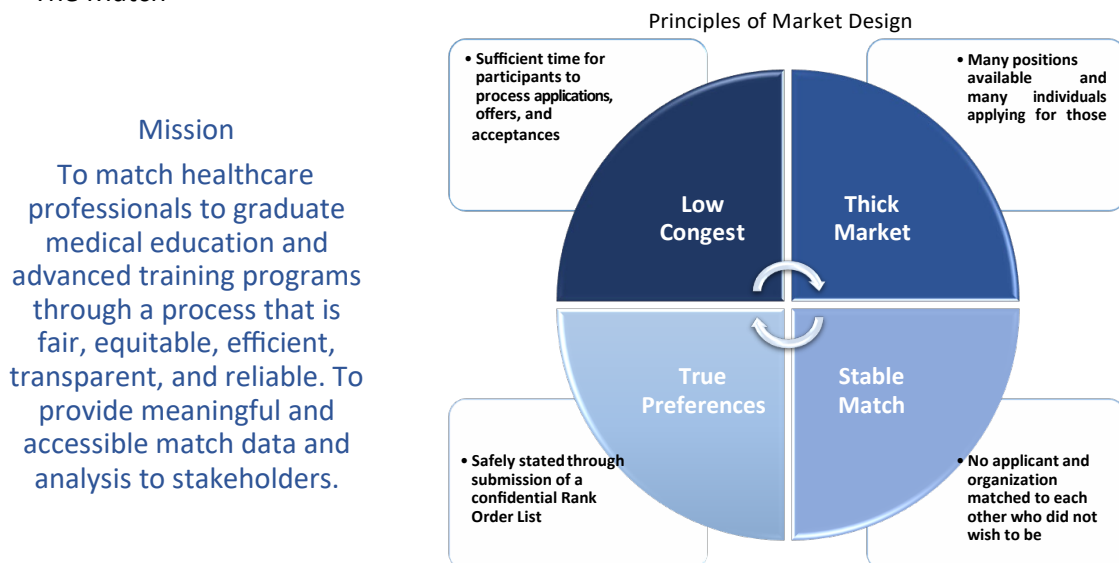 Principles of Market Design
Mission
To match healthcare
professionals to graduate
medical education and
advanced training programs
through a process that is
fair, equitable, efficient,
transparent, and reliable. To
provide meaningful and
accessible match data and
analysis to stakeholders.
• Sufficient time for
participants to
process applications,
offers, and
acceptances
• Many positions
available and
many individuals
applying for those
Low
Congest
Thick
Market
True
Preferences
Stable
Match
• Safely stated through
submission of a
confidential Rank
Order List
• No applicant and
organization
matched to each
other who did not
wish to be